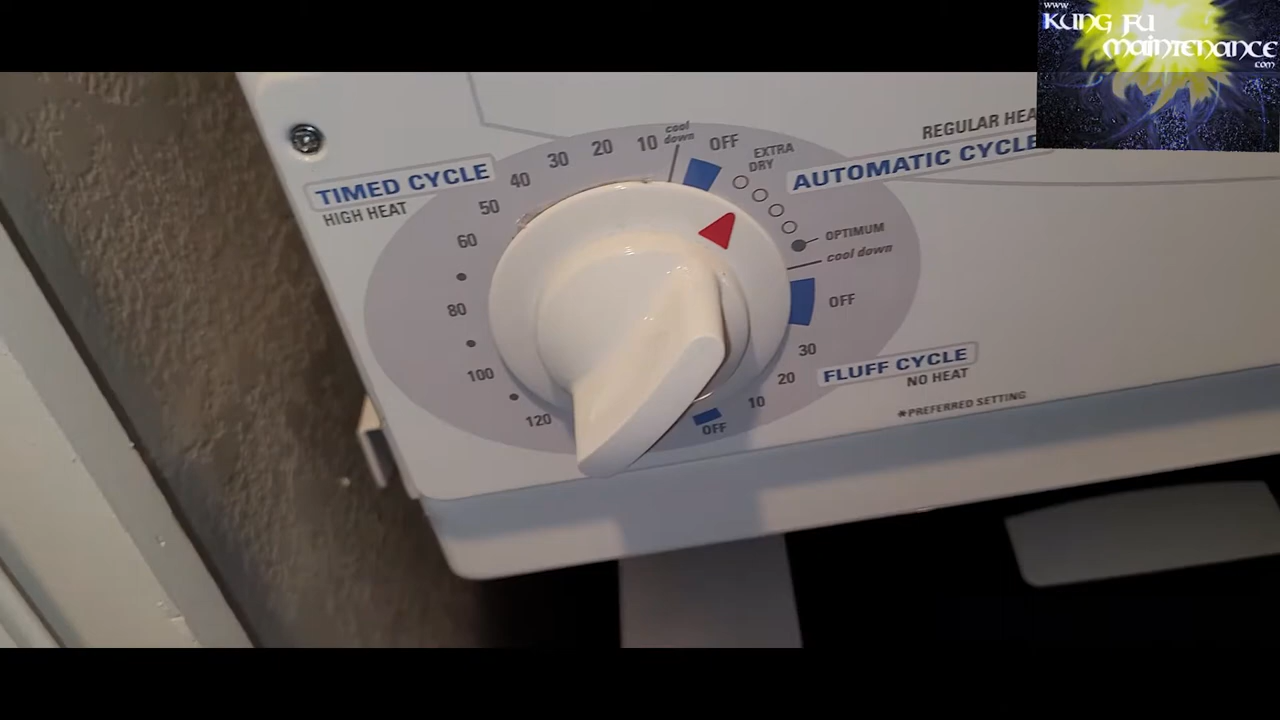 www
KUNG FU
MAINTENANCE
.com
REGULAR HEA
AUTOMATIC CYCLE
TIMED CYCLE
HIGH HEAT
cool
down
OFF
EXTRA
DRY
10
20
30
40
50
60
80
100
120
OPTIMUM
cool down
OFF
30
20
10
OFF
FLUFF CYCLE
NO HEAT
*PREFERRED SETTING